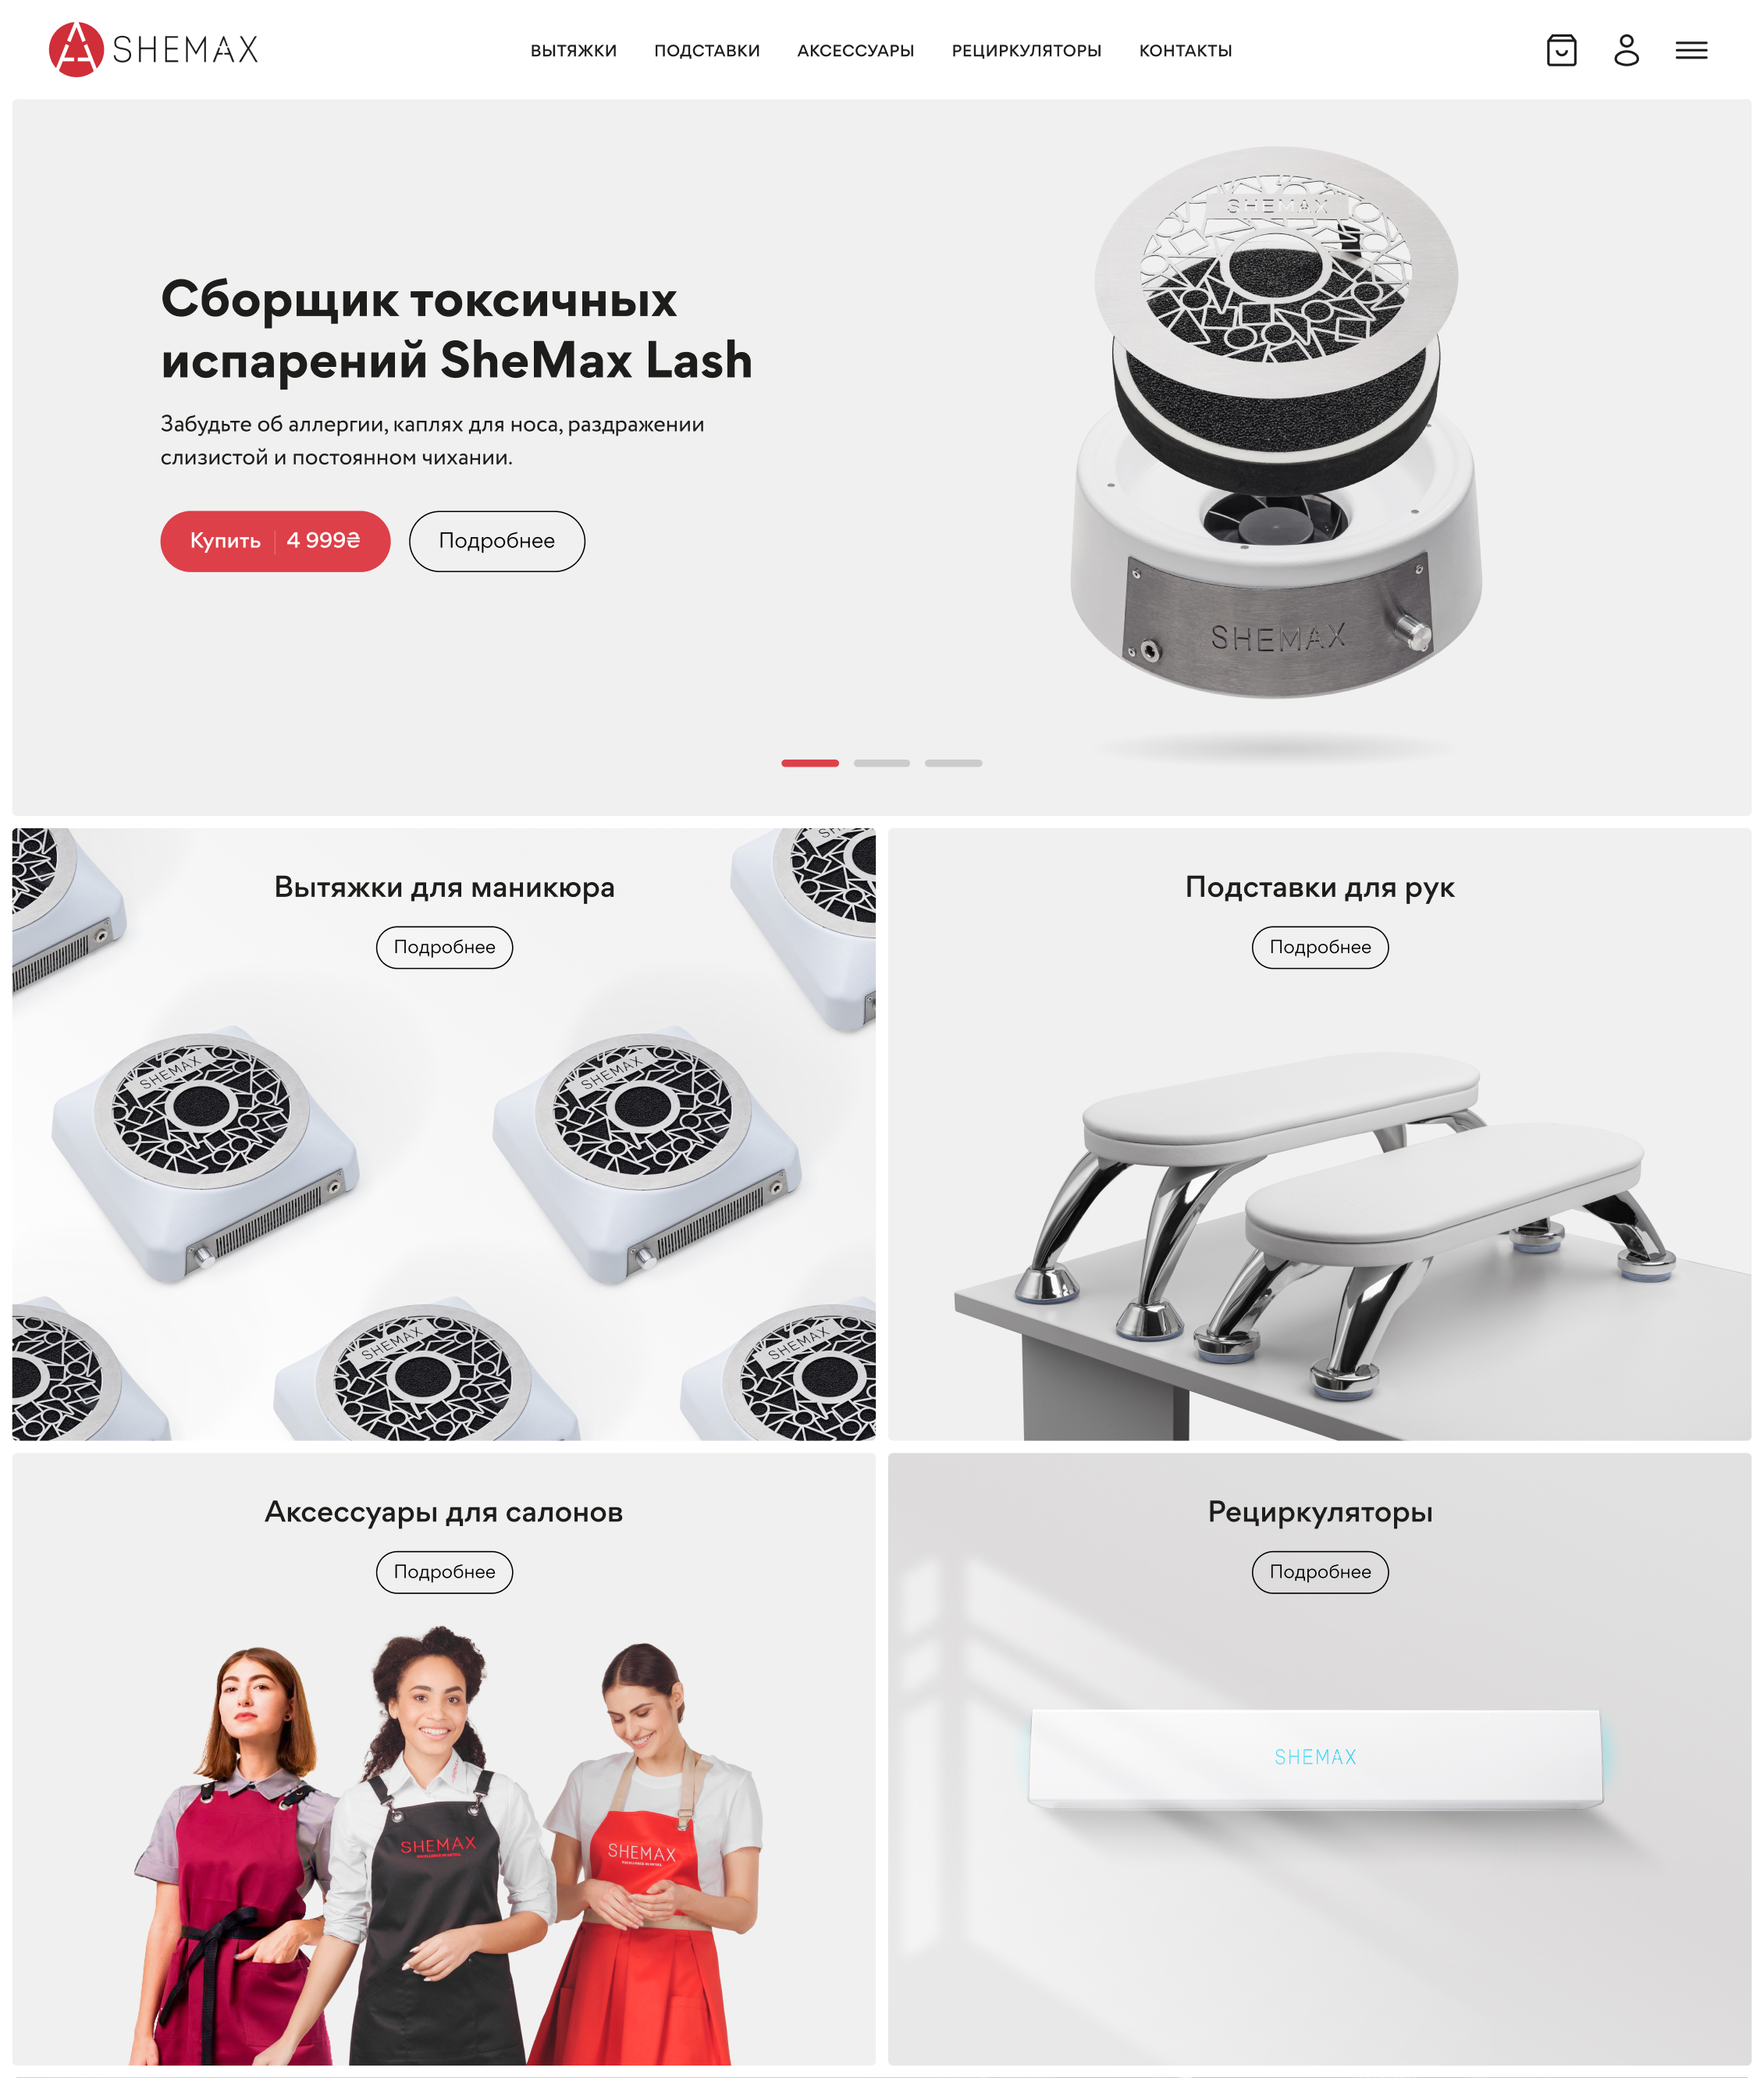 SHEMAX
ВЫТЯЖКИ ПОДСТАВКИ АКСЕССУАРЫ РЕЦИРКУЛЯТОРЫ КОНТАКТЫ
SHEMAX
Сборщик токсичных
испарений SheMax Lash
Забудьте об аллергии, каплях для носа, раздражении
слизистой и постоянном чихании.
Купить 4 999₴ Подробнее
SHEMAX
Вытяжки для маникюра
Подробнее
SHEMAX
SHEMAX
SHEMAX
SHEMAX
Подставки для рук
Подробнее
Аксессуары для салонов
Подробнее
SHEMAX
SHEMAX
Рециркуляторы
Подробнее
SHEMAX